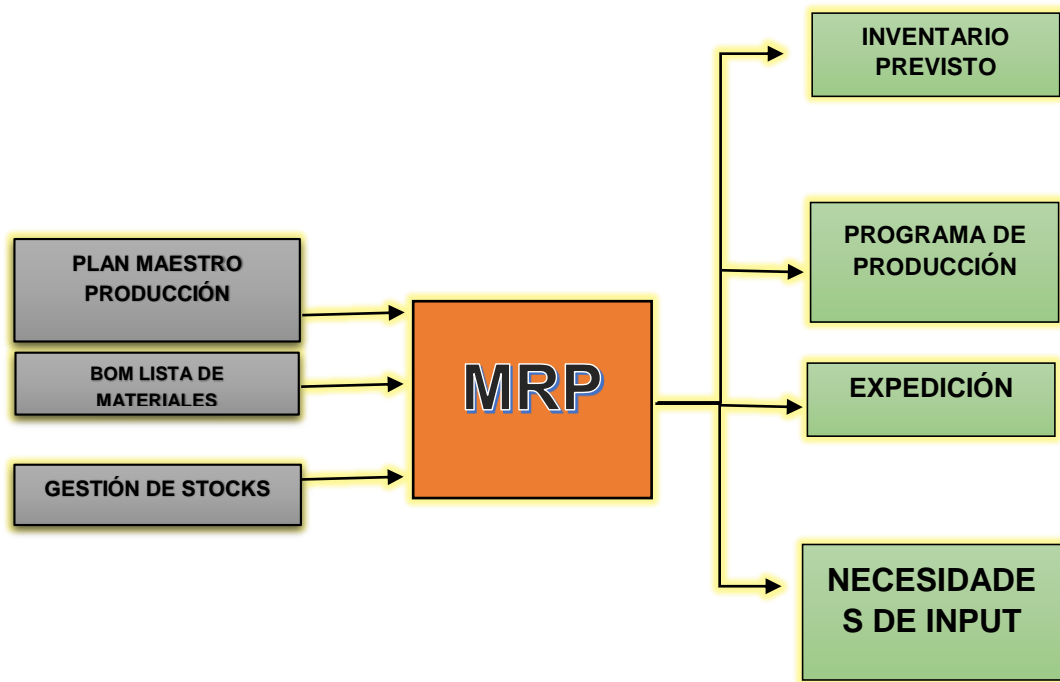 PLAN MAESTRO
PRODUCCIÓN
BOM LISTA DE
MATERIALES
GESTIÓN DE STOCKS
MRP
INVENTARIO
PREVISTO
PROGRAMA DE
PRODUCCIÓN
EXPEDICIÓN
NECESIDADE
S DE INPUT